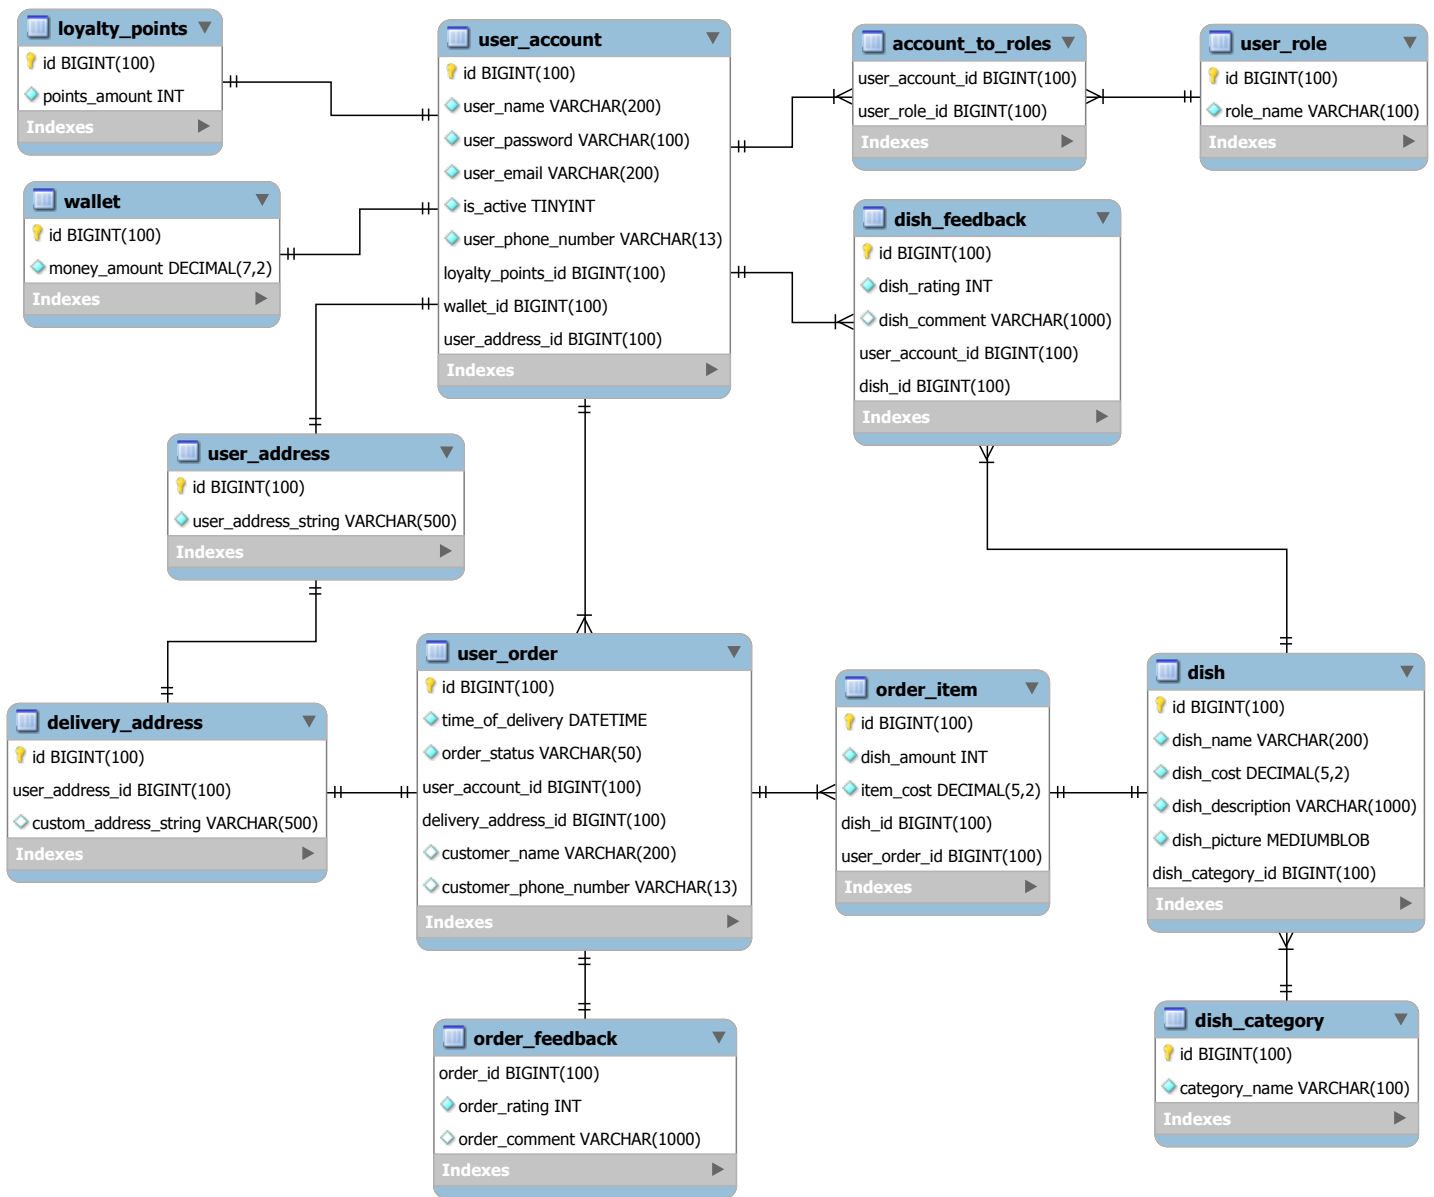 loyalty_points
id BIGINT(100)
points_amount INT
Indexes
user_account
id BIGINT(100)
user_name VARCHAR(200)
user_password VARCHAR(100)
user_email VARCHAR(200)
is_active TINYINT
user_phone_number VARCHAR(13)
loyalty_points_id BIGINT(100)
wallet_id BIGINT(100)
user_address_id BIGINT(100)
Indexes
account_to_roles
user_account_id BIGINT(100)
user_role_id BIGINT(100)
Indexes
user_role
id BIGINT(100)
role_name VARCHAR(100)
Indexes
wallet
id BIGINT(100)
money_amount DECIMAL(7,2)
Indexes
dish_feedback
id BIGINT(100)
dish_rating INT
dish_comment VARCHAR(1000)
user_account_id BIGINT(100)
dish_id BIGINT(100)
Indexes
user_address
id BIGINT(100)
user_address_string VARCHAR(500)
Indexes
delivery_address
id BIGINT(100)
user_address_id BIGINT(100)
custom_address_string VARCHAR(500)
Indexes
user_order
id BIGINT(100)
time_of_delivery DATETIME
order_status VARCHAR(50)
user_account_id BIGINT(100)
delivery_address_id BIGINT(100)
customer_name VARCHAR(200)
customer_phone_number VARCHAR(13)
Indexes
order_item
id BIGINT(100)
dish_amount INT
item_cost DECIMAL(5,2)
dish_id BIGINT(100)
user_order_id BIGINT(100)
Indexes
dish
id BIGINT(100)
dish_name VARCHAR(200)
dish_cost DECIMAL(5,2)
dish_description VARCHAR(1000)
dish_picture MEDIUMBLOB
dish_category_id BIGINT(100)
Indexes
order_feedback
order_id BIGINT(100)
order_rating INT
order_comment VARCHAR(1000)
Indexes
dish_category
id BIGINT(100)
category_name VARCHAR(100)
Indexes